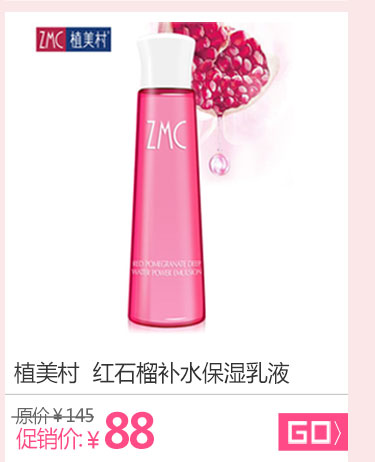 ZMC 植美村
ZMC
RED POMEGRANATE DEEP
WATER POWER EMULSION
植美村 红石榴补水保湿乳液
原价¥145
促销价:¥88
GO〉